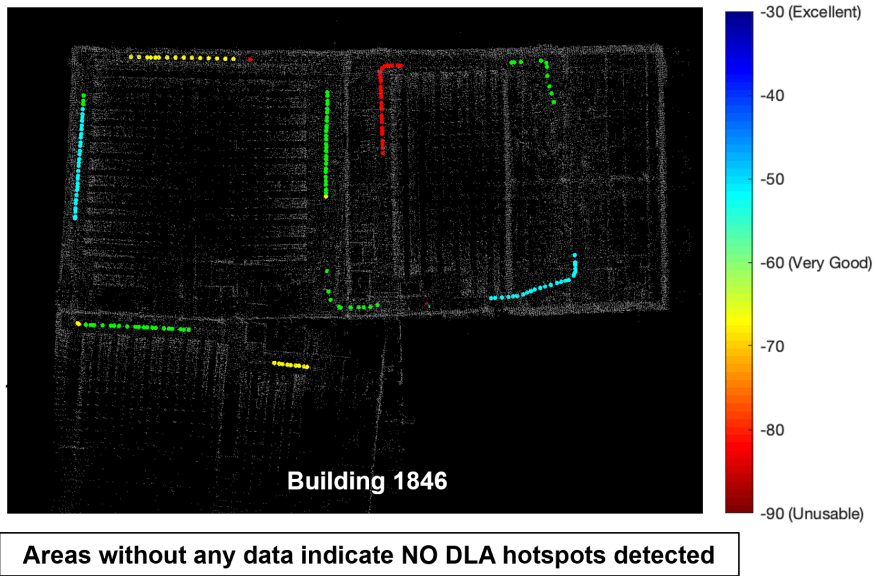 -30 (Excellent)
-40
-50
-60 (Very Good)
-70
-80
-90 (Unusable)
Building 1846
Areas without any data indicate NO DLA hotspots detected